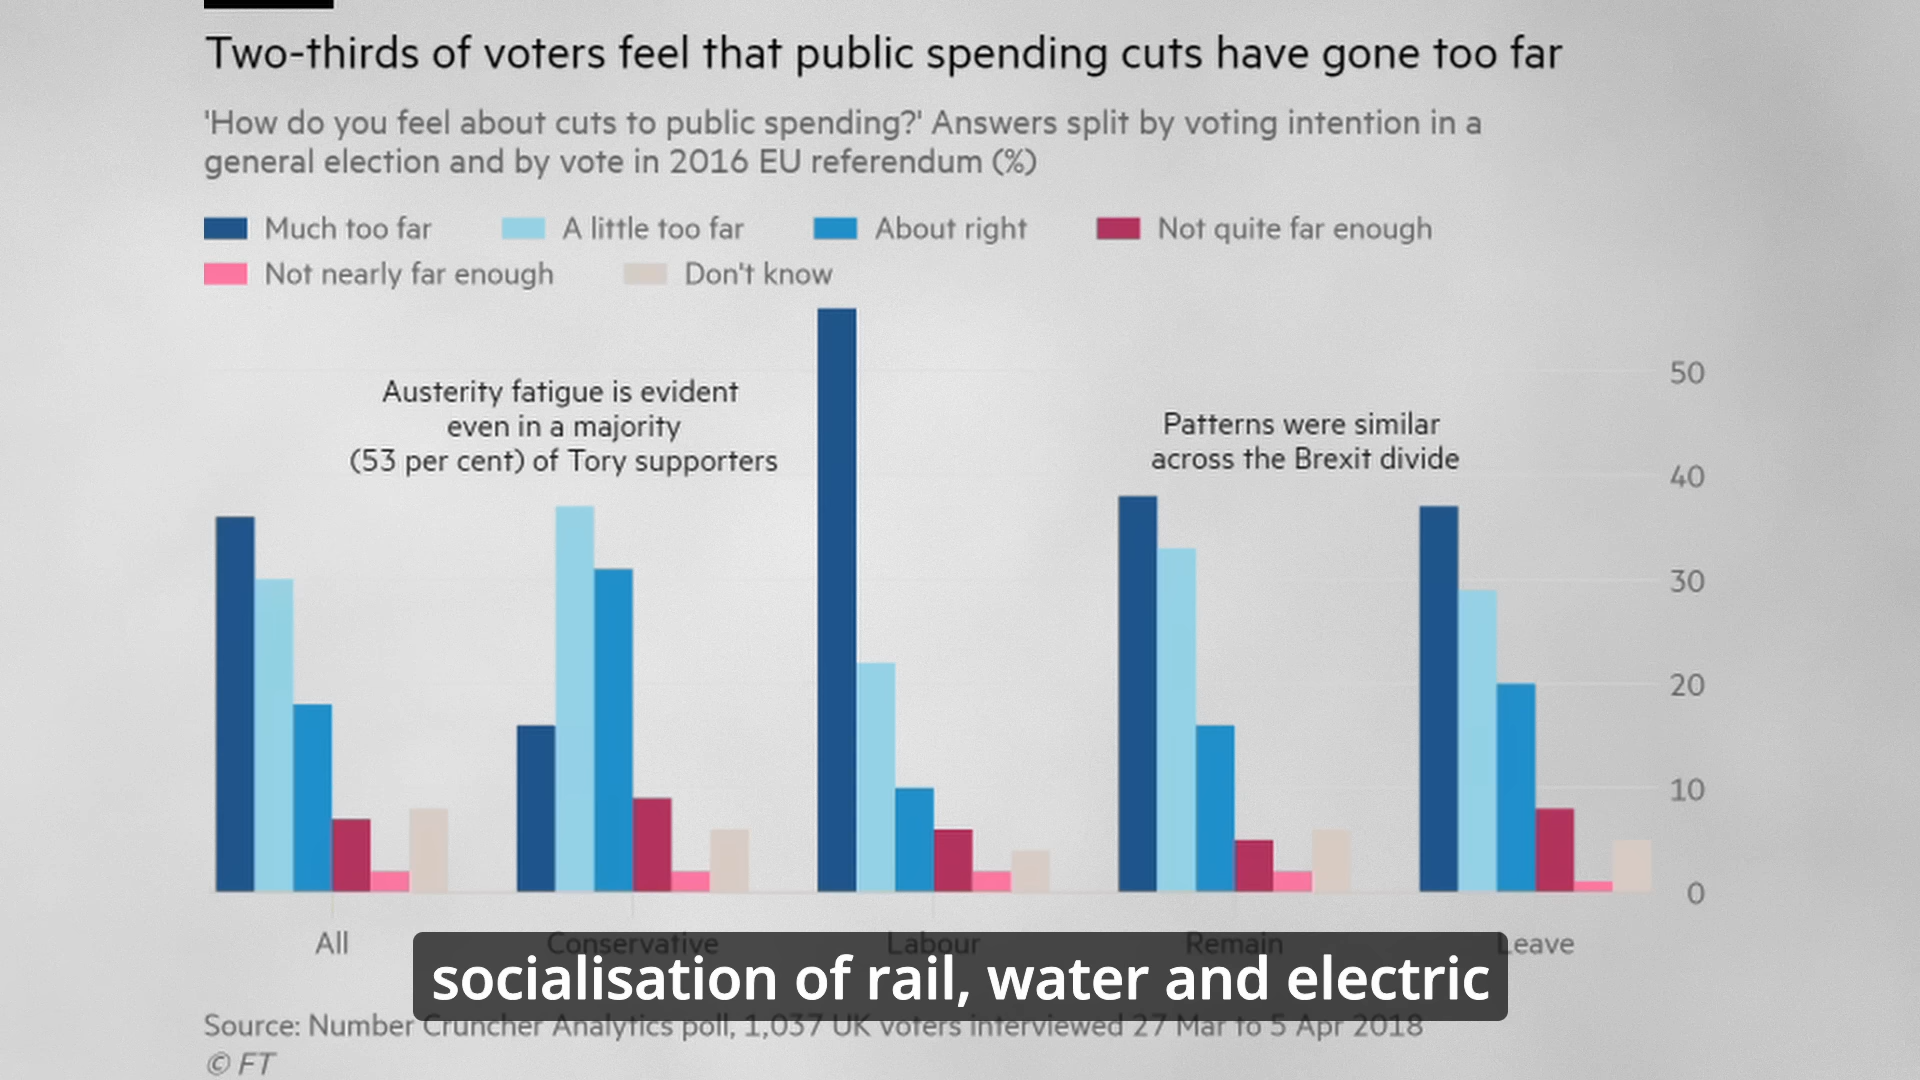 Two-thirds of voters feel that public spending cuts have gone too far
'How do you feel about cuts to public spending?' Answers split by voting intention in a
general election and by vote in 2016 EU referendum (%)
Much too far
A little too far
About right
Not quite far enough
Not nearly far enough
Don't know
Austerity fatigue is evident
even in a majority
(53 per cent) of Tory supporters
Patterns were similar
across the Brexit divide
50
40
30
20
10
0
All
Conservative
Labour
Remain
Leave
socialisation of rail, water and electric
Source: Number Cruncher Analytics poll, 1,037 UK voters interviewed 27 Mar to 5 Apr 2018
© FT